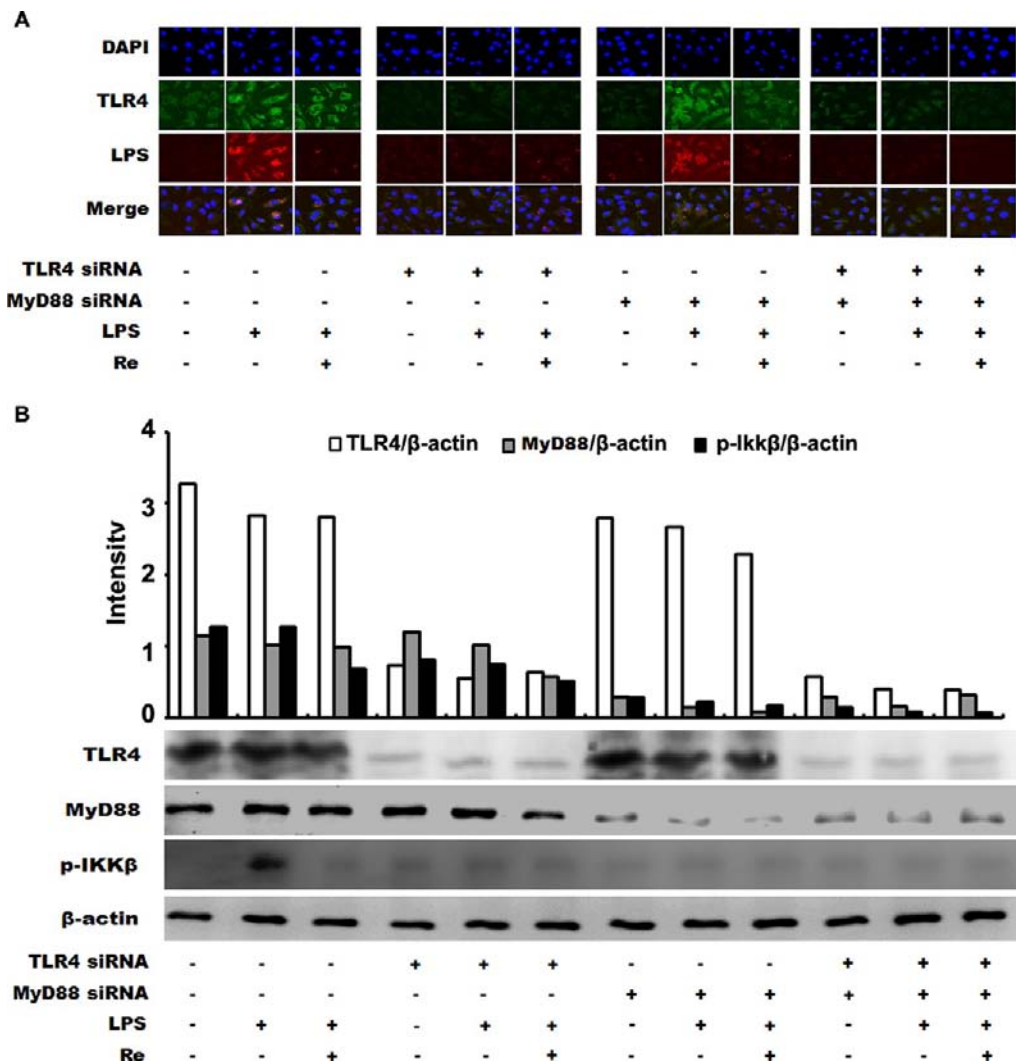 A
DAPI
TLR4
LPS
Merge
TLR4 siRNA - - - + + + - - - + + +
MyD88 siRNA - - - - - - + + + + + +
LPS - + + - + + - + + - + +
Re - - + - - + - - + - - +
B
4
TLR4/β-actin MyD88/β-actin p-Ikkβ/β-actin
3
2
1
0
Intensity
TLR4
MyD88
p-IKKβ
β-actin
TLR4 siRNA - - - + + + - - - + + +
MyD88 siRNA - - - - - - + + + + + +
LPS - + + - + + - + + - + +
Re - - + - - + - - + - - +